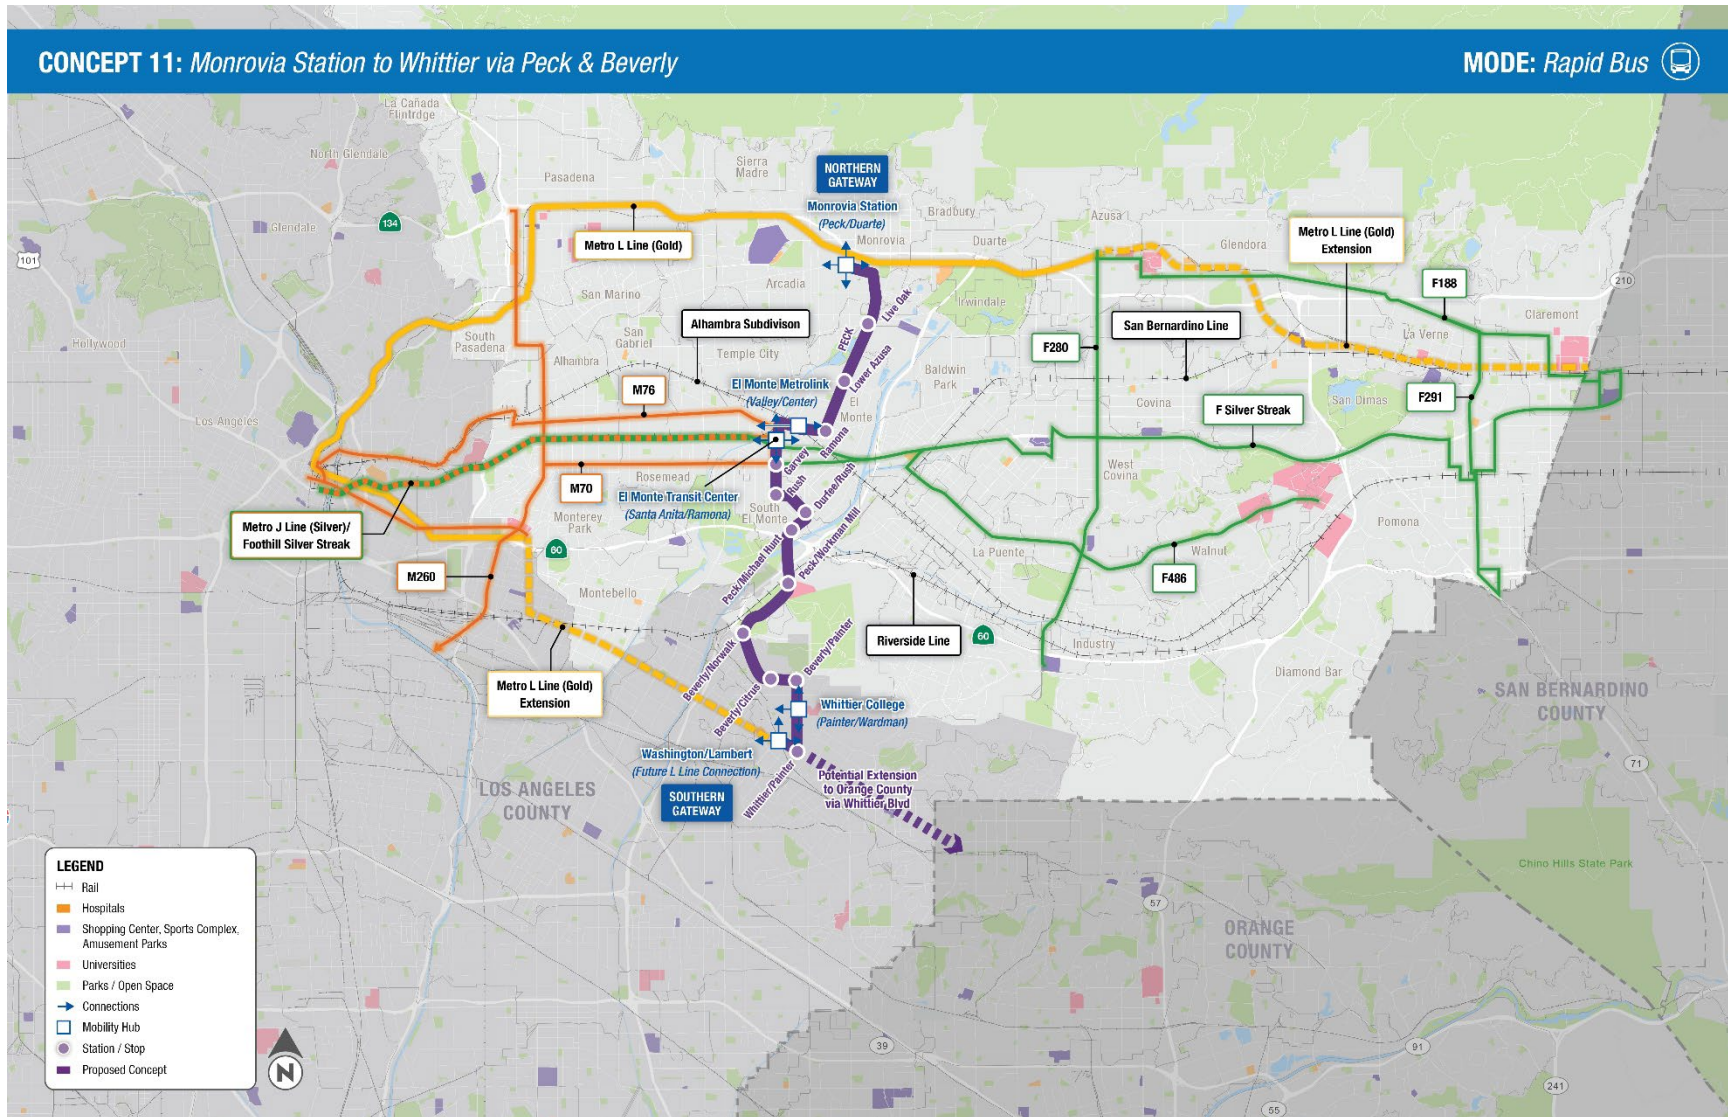 CONCEPT 11: Monrovia Station to Whittier via Peck & Beverly
MODE: Rapid Bus
La Cañada
Flintrdge
North Glendale
Pasadena
Sierra
Madre
NORTHERN
GATEWAY
Monrovia Station
(Peck/Duarte)
Bradbury
Azusa
Glendale
134
101
Metro L Line (Gold)
Monrovia
Duarte
Glendora
Metro L Line (Gold)
Extension
F188
210
Arcadia
San Marino
Irwindale
Live Oak
PECK
Alhambra Subdivison
San Bernardino Line
Claremont
La Verne
Hollywood
South
Pasadena
San
Gabriel
Temple City
Alhambra
Lower Azusa
F280
Baldwin
Park
M76
El Monte Metrolink
(Valley/Center)
El
Monte
Covina
San Dimas
F291
F Silver Streak
Los Angeles
Ramona
Garvey
Rosemead
M70
Rush
Durfee/Rush
El Monte Transit Center
(Santa Anita/Ramona)
South
El Monte
West
Covina
Monterey
Park
Metro J Line (Silver)/
Foothill Silver Streak
60
Peck/Michael Hunt
Peck/Workman Mill
La Puente
Walnut
Pomona
M260
F486
Montebello
Riverside Line
60
Industry
Beverly/Norwalk
Beverly/Painter
Diamond Bar
Metro L Line (Gold)
Extension
Beverly/Citrus
Whittier College
(Painter/Wardman)
SAN BERNARDINO
COUNTY
Washington/Lambert
(Future L Line Connection)
SOUTHERN
GATEWAY
Whittier/Painter
Potential Extension
to Orange County
via Whittier Blvd
71
LOS ANGELES
COUNTY
Chino Hills State Park
57
ORANGE
COUNTY
39
91
241
55
LEGEND
Rail
Hospitals
Shopping Center, Sports Complex,
Amusement Parks
Universities
Parks / Open Space
Connections
Mobility Hub
Station / Stop
Proposed Concept
N